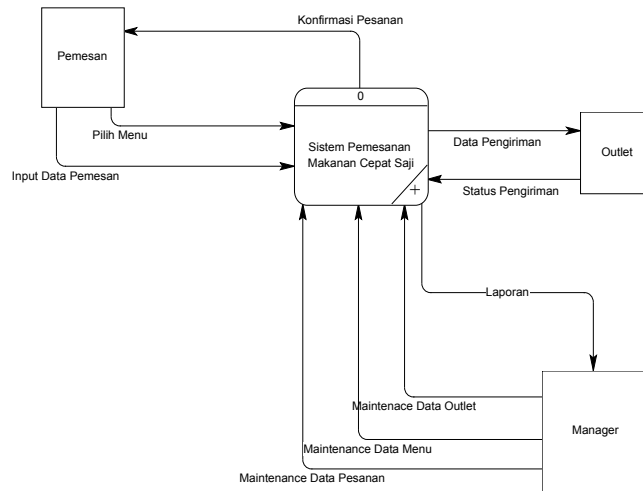 Konfirmasi Pesanan
Pemesan
0
Pilih Menu
Sistem Pemesanan
Makanan Cepat Saji
+
Data Pengiriman
Outlet
Input Data Pemesan
Status Pengiriman
Laporan
Maintenace Data Outlet
Manager
Maintenance Data Menu
Maintenance Data Pesanan